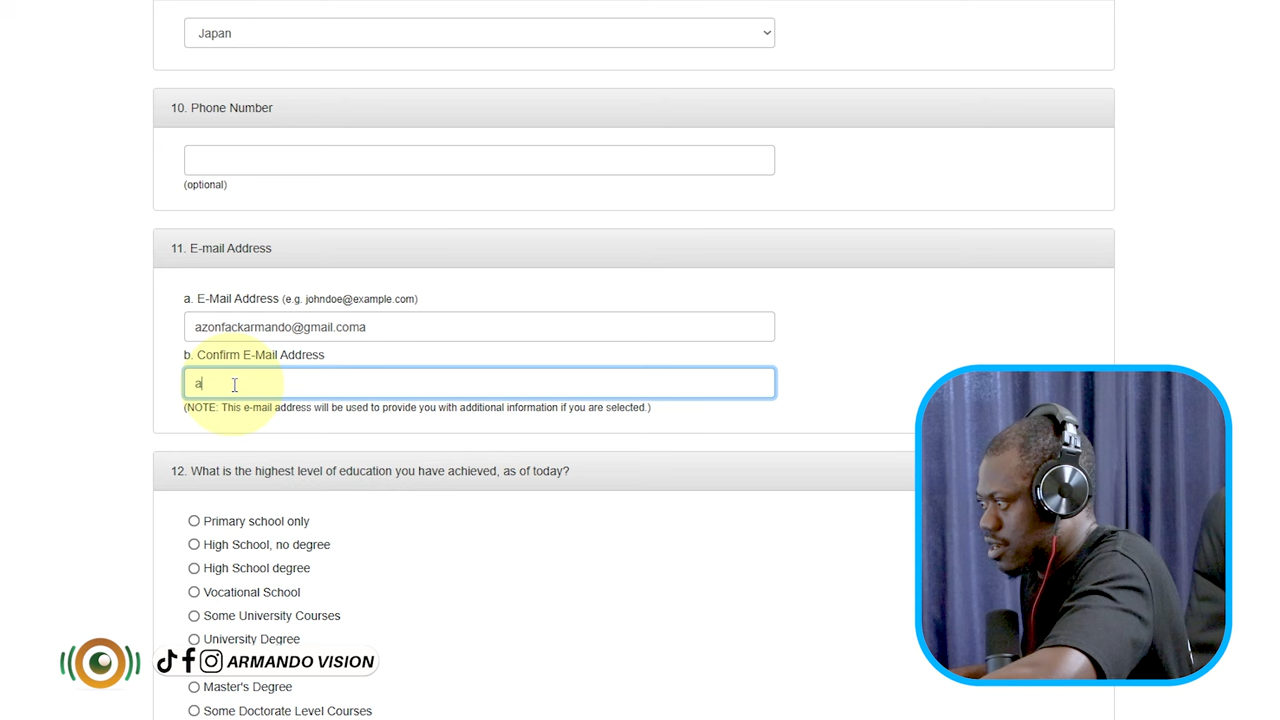 Japan
10. Phone Number
(optional)
11. E-mail Address
a. E-Mail Address (e.g. johndoe@example.com)
azonfackarmando@gmail.coma
b. Confirm E-Mail Address
a
(NOTE: This e-mail address will be used to provide you with additional information if you are selected.)
12. What is the highest level of education you have achieved, as of today?
Primary school only
High School, no degree
High School degree
Vocational School
Some University Courses
University Degree
ARMANDO VISION
Master's Degree
Some Doctorate Level Courses